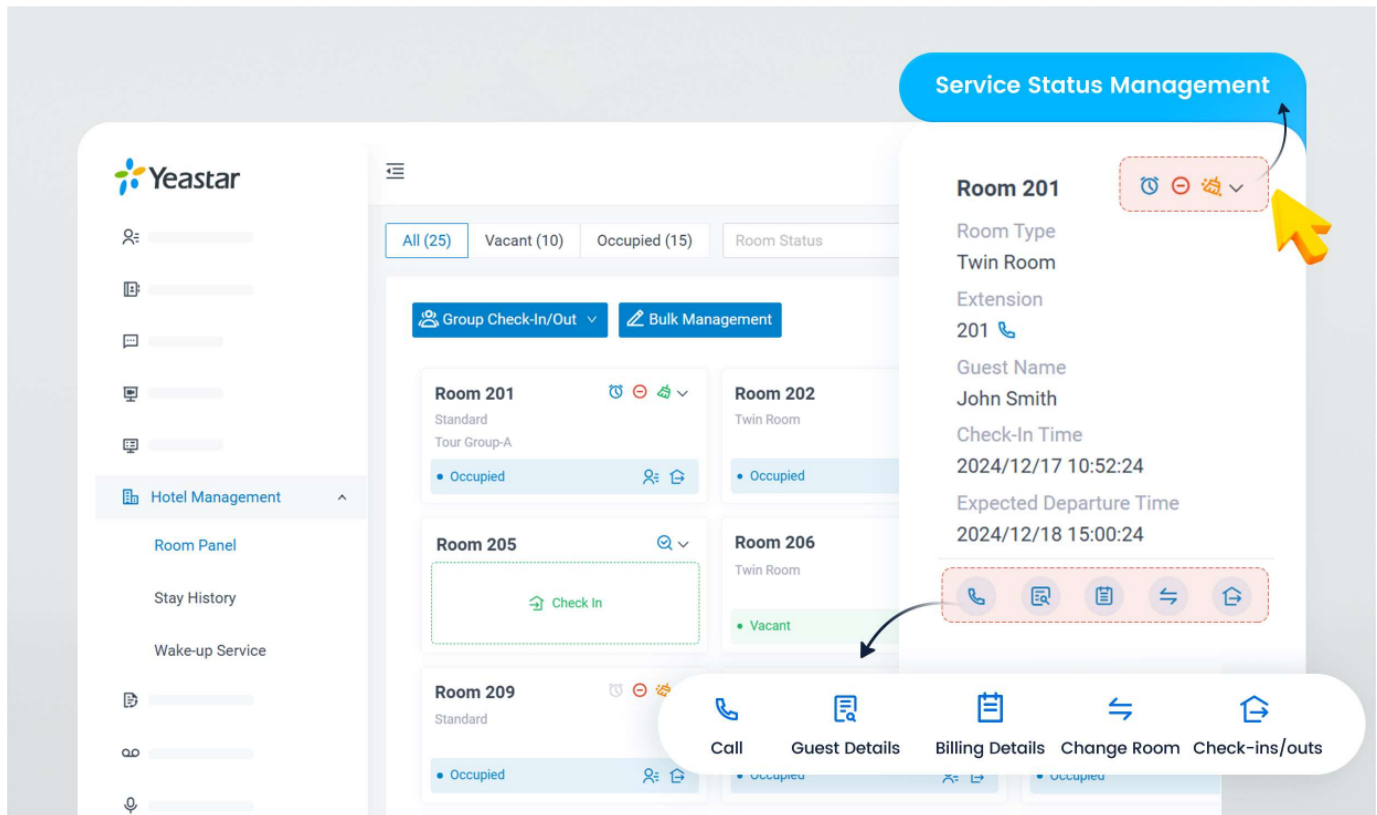 Service Status Management
Yeastar
All (25)
Vacant (10)
Occupied (15)
Room Status
Group Check-In/Out
Bulk Management
Room 201
Standard
Tour Group-A
Occupied
Room 202
Twin Room
Occupied
Room 205
Check In
Room 206
Twin Room
Vacant
Room 209
Standard
Occupied
Occupied
Occupied
Hotel Management
Room Panel
Stay History
Wake-up Service
Room 201
Room Type
Twin Room
Extension
201
Guest Name
John Smith
Check-In Time
2024/12/17 10:52:24
Expected Departure Time
2024/12/18 15:00:24
Call
Guest Details
Billing Details
Change Room
Check-ins/outs